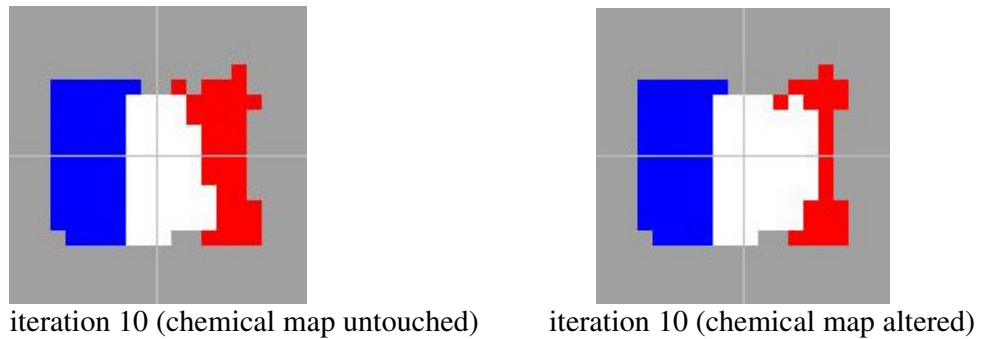 iteration 10 (chemical map untouched)
iteration 10 (chemical map altered)